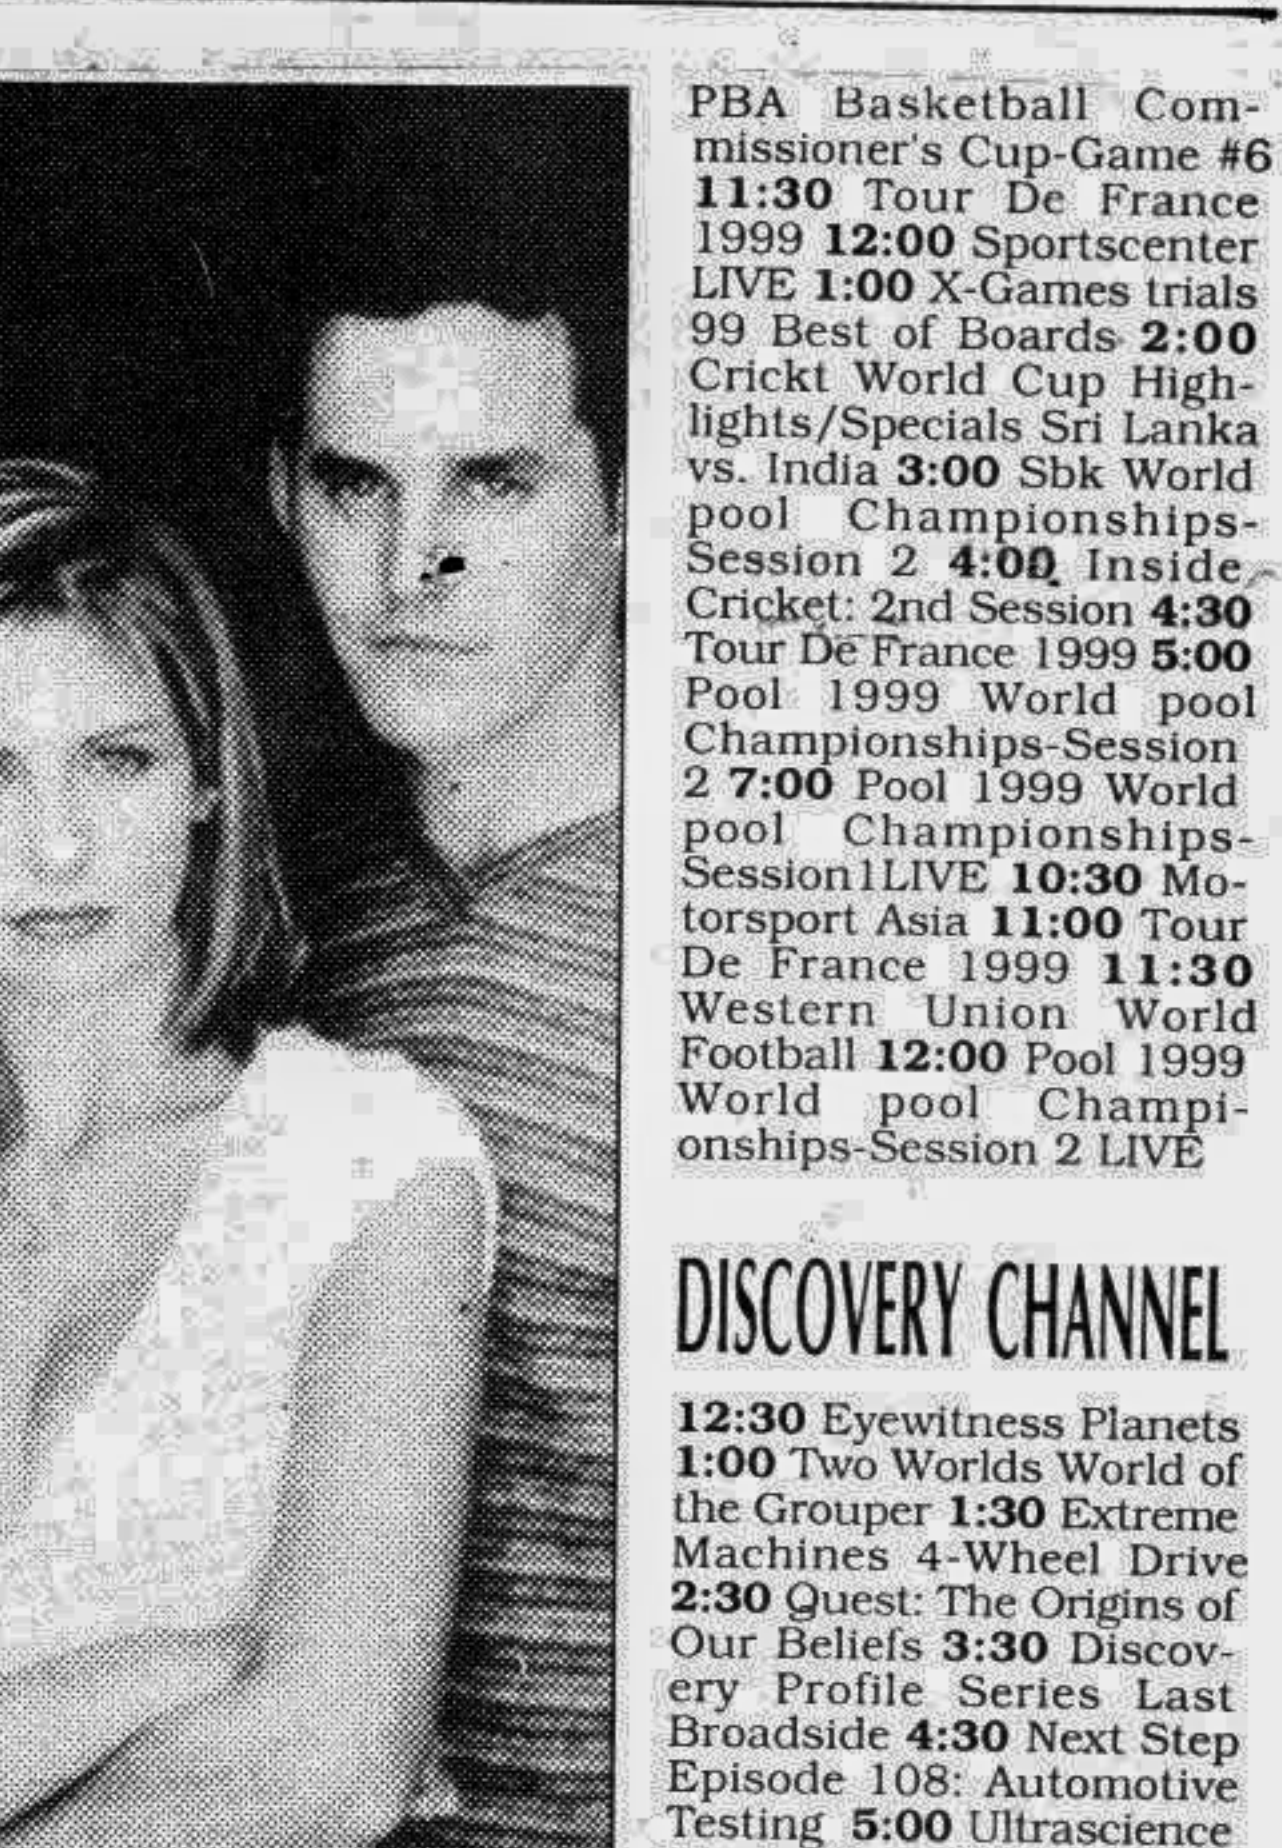 PBA Basketball Com-
missioner's Cup-Game #6
11:30 Tour De France
1999 12:00 Sportscenter
LIVE 1:00 X-Games trials
99 Best of Boards 2:00
Crickt World Cup High-
lights/Specials Sri Lanka
vs. India 3:00 Sbk World
pool Championships-
Session 2 4:00 Inside
Cricket: 2nd Session 4:30
Tour De France 1999 5:00
Pool 1999 World pool
Championships-Session
2 7:00 Pool 1999 World
pool Championships-
Session1LIVE 10:30 Mo-
torsport Asia 11:00 Tour
De France 1999 11:30
Western Union World
Football 12:00 Pool 1999
World pool Champi-
onships-Session 2 LIVE
DISCOVERY CHANNEL
12:30 Eyewitness Planets
1:00 Two Worlds World of
the Grouper 1:30 Extreme
Machines 4-Wheel Drive
2:30 Quest: The Origins of
Our Beliefs 3:30 Discov-
ery Profile Series Last
Broadside 4:30 Next Step
Episode 108: Automotive
Testing 5:00 Ultrascience